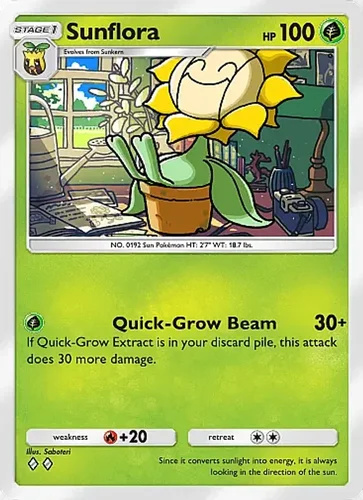 STAGE 1
Sunflora
HP 100
Evolves from Sunkern
NO. 0192 Sun Pokémon HT: 2'7" WT: 18.7 lbs.
Quick-Grow Beam 30+
If Quick-Grow Extract is in your discard pile, this attack
does 30 more damage.
weakness +20 retreat
Illus. Saboteri
Since it converts sunlight into energy, it is always
looking in the direction of the sun.